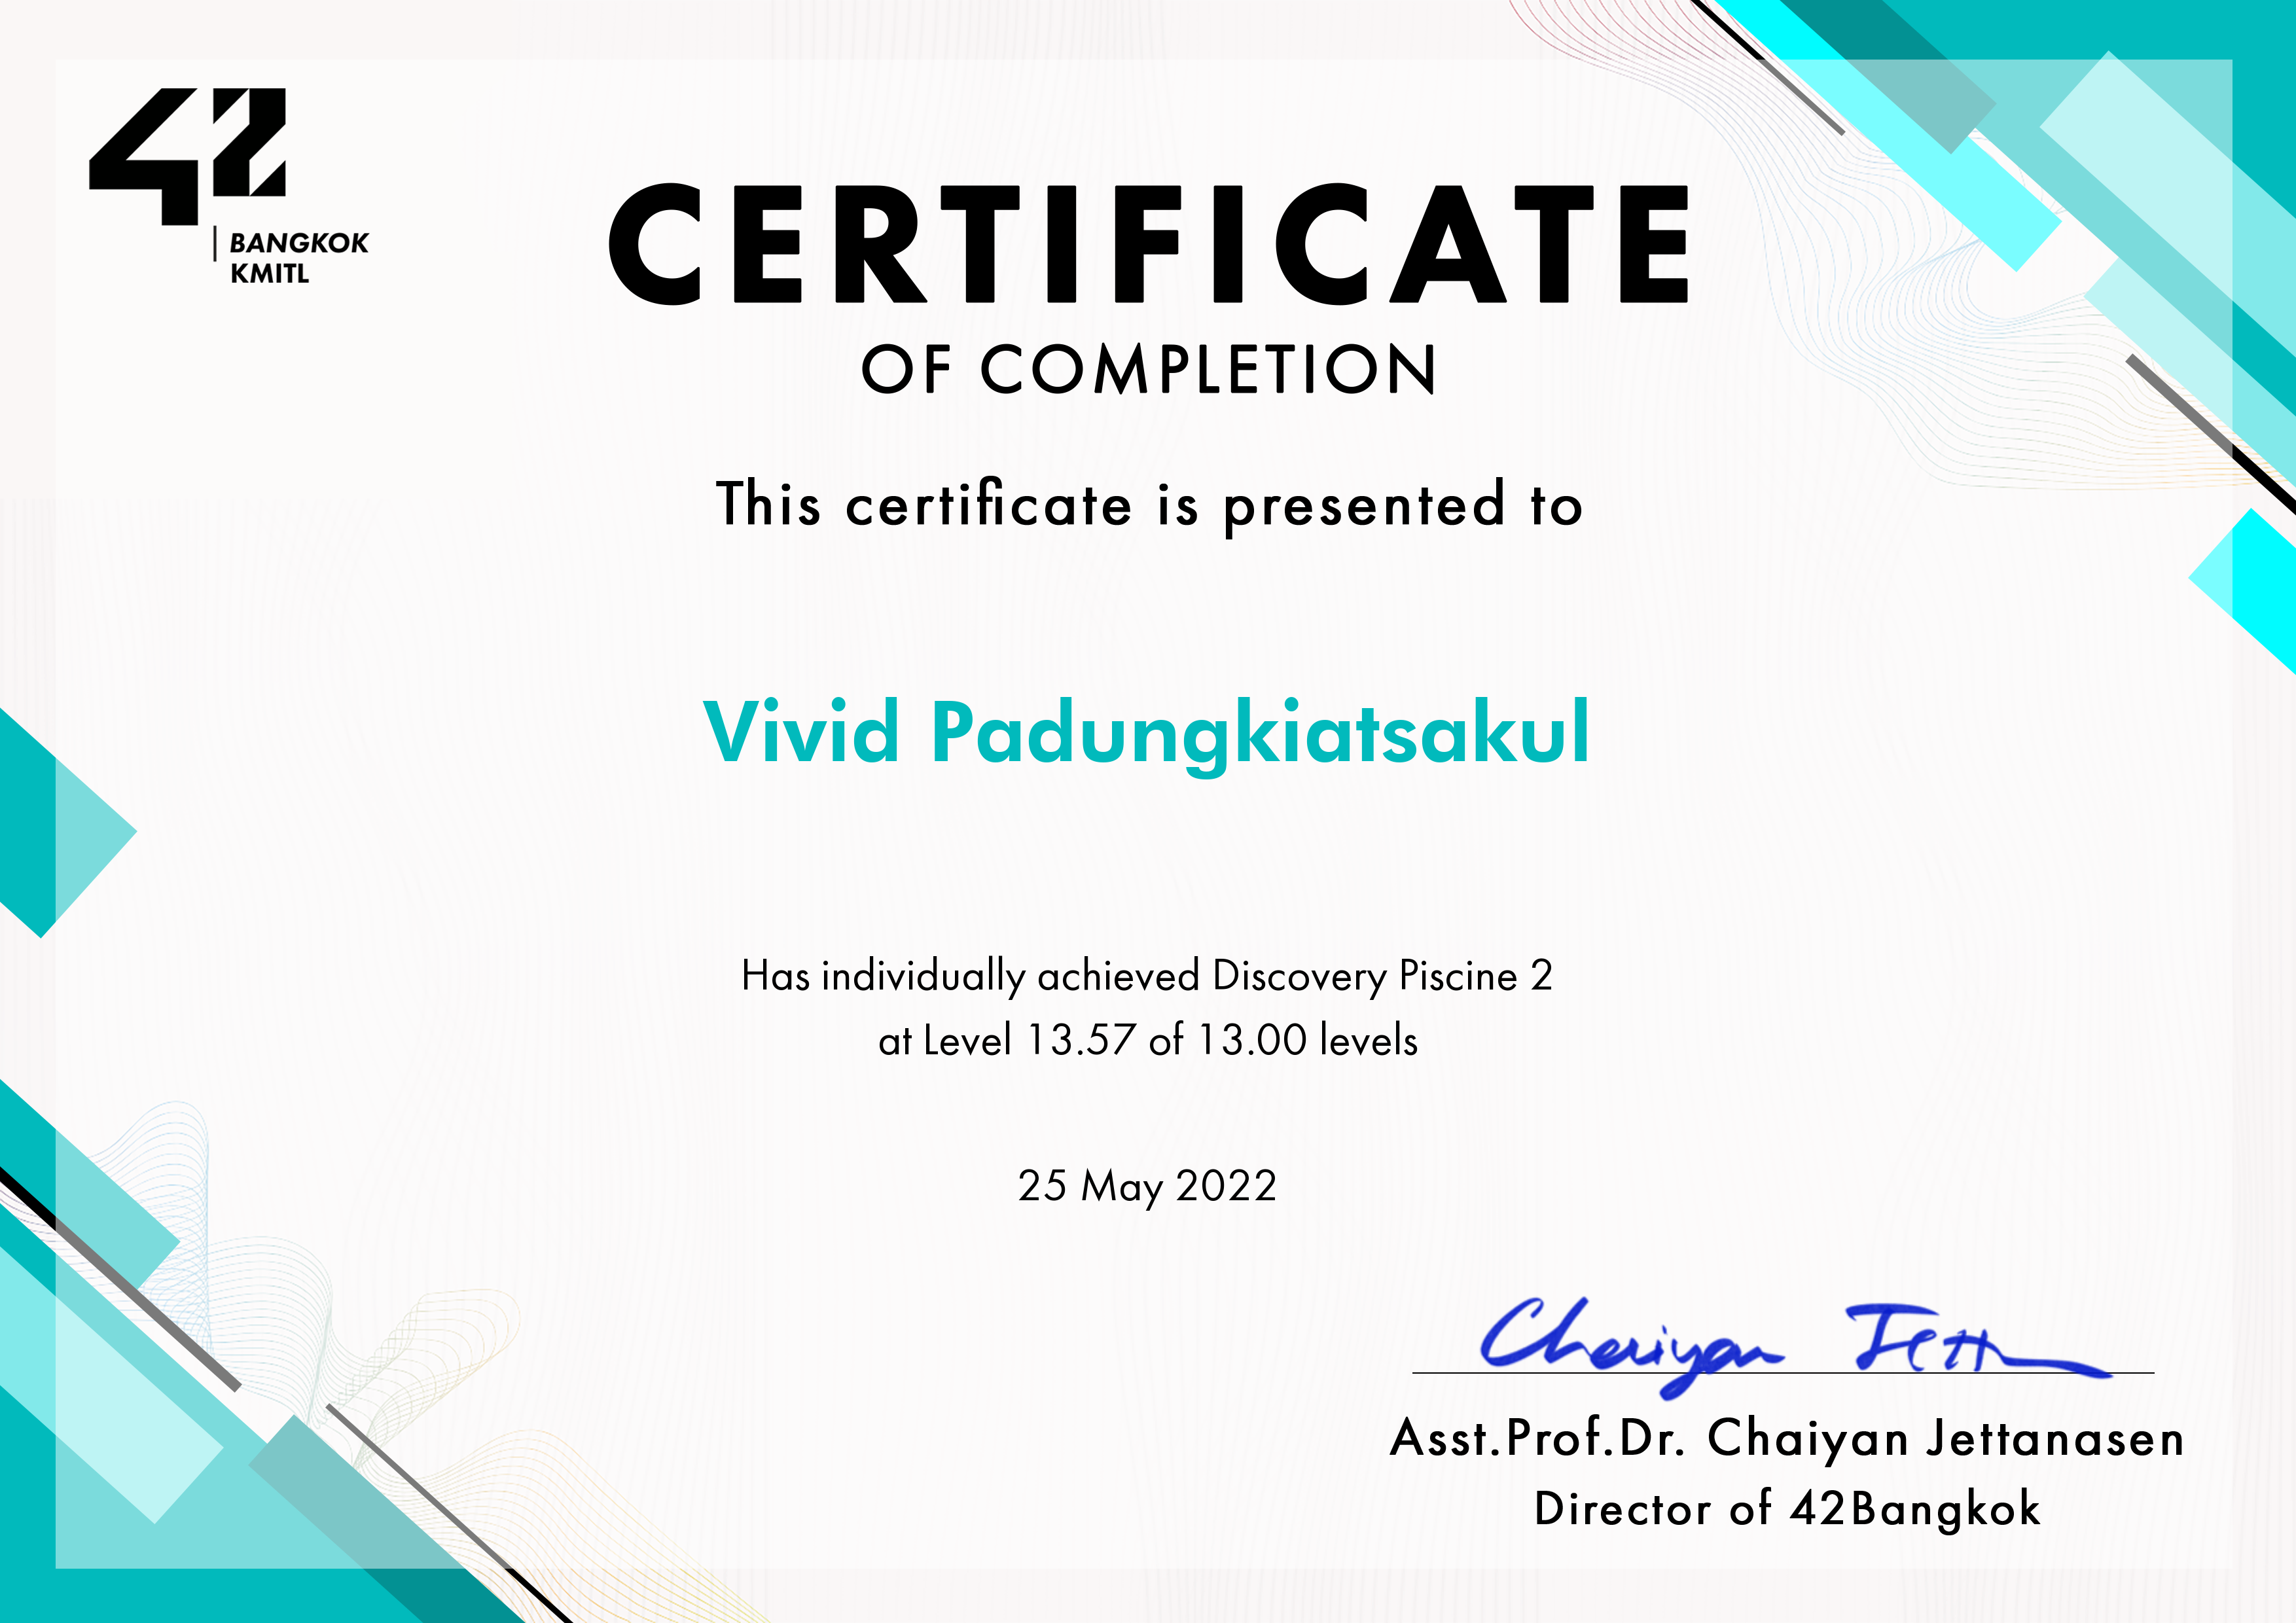 42
BANGKOK
KMITL
CERTIFICATE
OF COMPLETION
This certificate is presented to
Vivid Padungkiatsakul
Has individually achieved Discovery Piscine 2
at Level 13.57 of 13.00 levels
25 May 2022
Chaiyan Jett
Asst.Prof.Dr. Chaiyan Jettanasen
Director of 42Bangkok